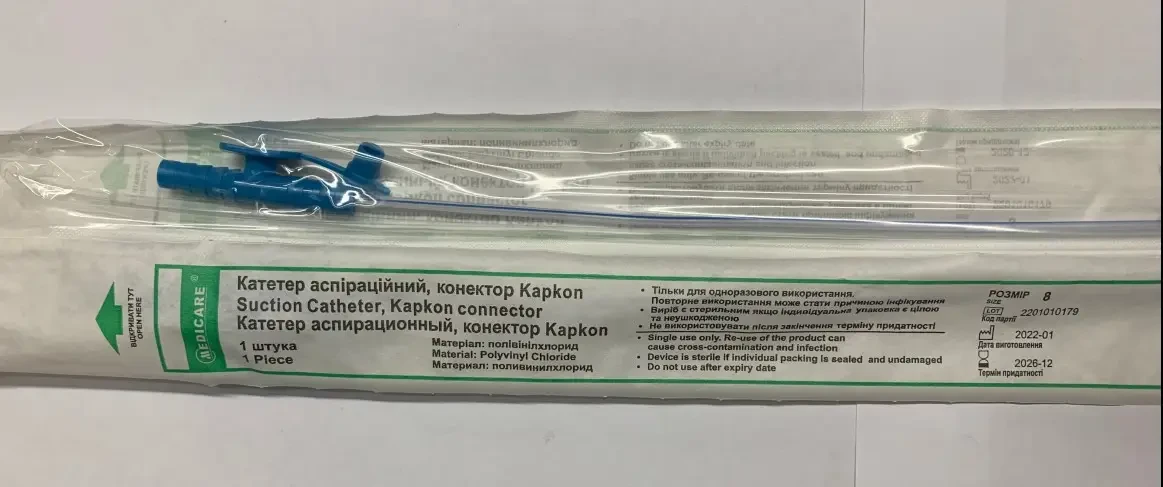 ВІДКРИВАТИ ТУТ
OPEN HERE
MEDICARE ®
Катетер аспіраційний, конектор Kapkon
Suction Catheter, Kapkon connector
Катетер аспирационный, конектор Kapkon
1 штука
1 Piece
Матеріал: полівінілхлорид
Material: Polyvinyl Chloride
Материал: поливинилхлорид
• Тільки для одноразового використання.
Повторне використання може стати причиною інфікування
• Виріб є стерильним якщо індивідуальна упаковка є цілою
та неушкодженою
• Не використовувати після закінчення терміну придатності
• Single use only. Re-use of the product can
cause cross-contamination and infection
• Device is sterile if individual packing is sealed and undamaged
• Do not use after expiry date
РОЗМІР 8
SIZE
LOT 2201010179
Код партії
2022-01
Дата виготовлення
2026-12
Термін придатності